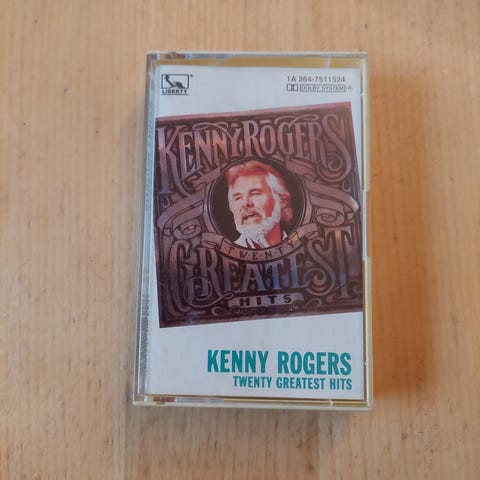 LIBERTY
1A 264-7511524
DOLBY SYSTEM
KENNY ROGERS
TWENTY
GREATEST
HITS
KENNY ROGERS
TWENTY GREATEST HITS